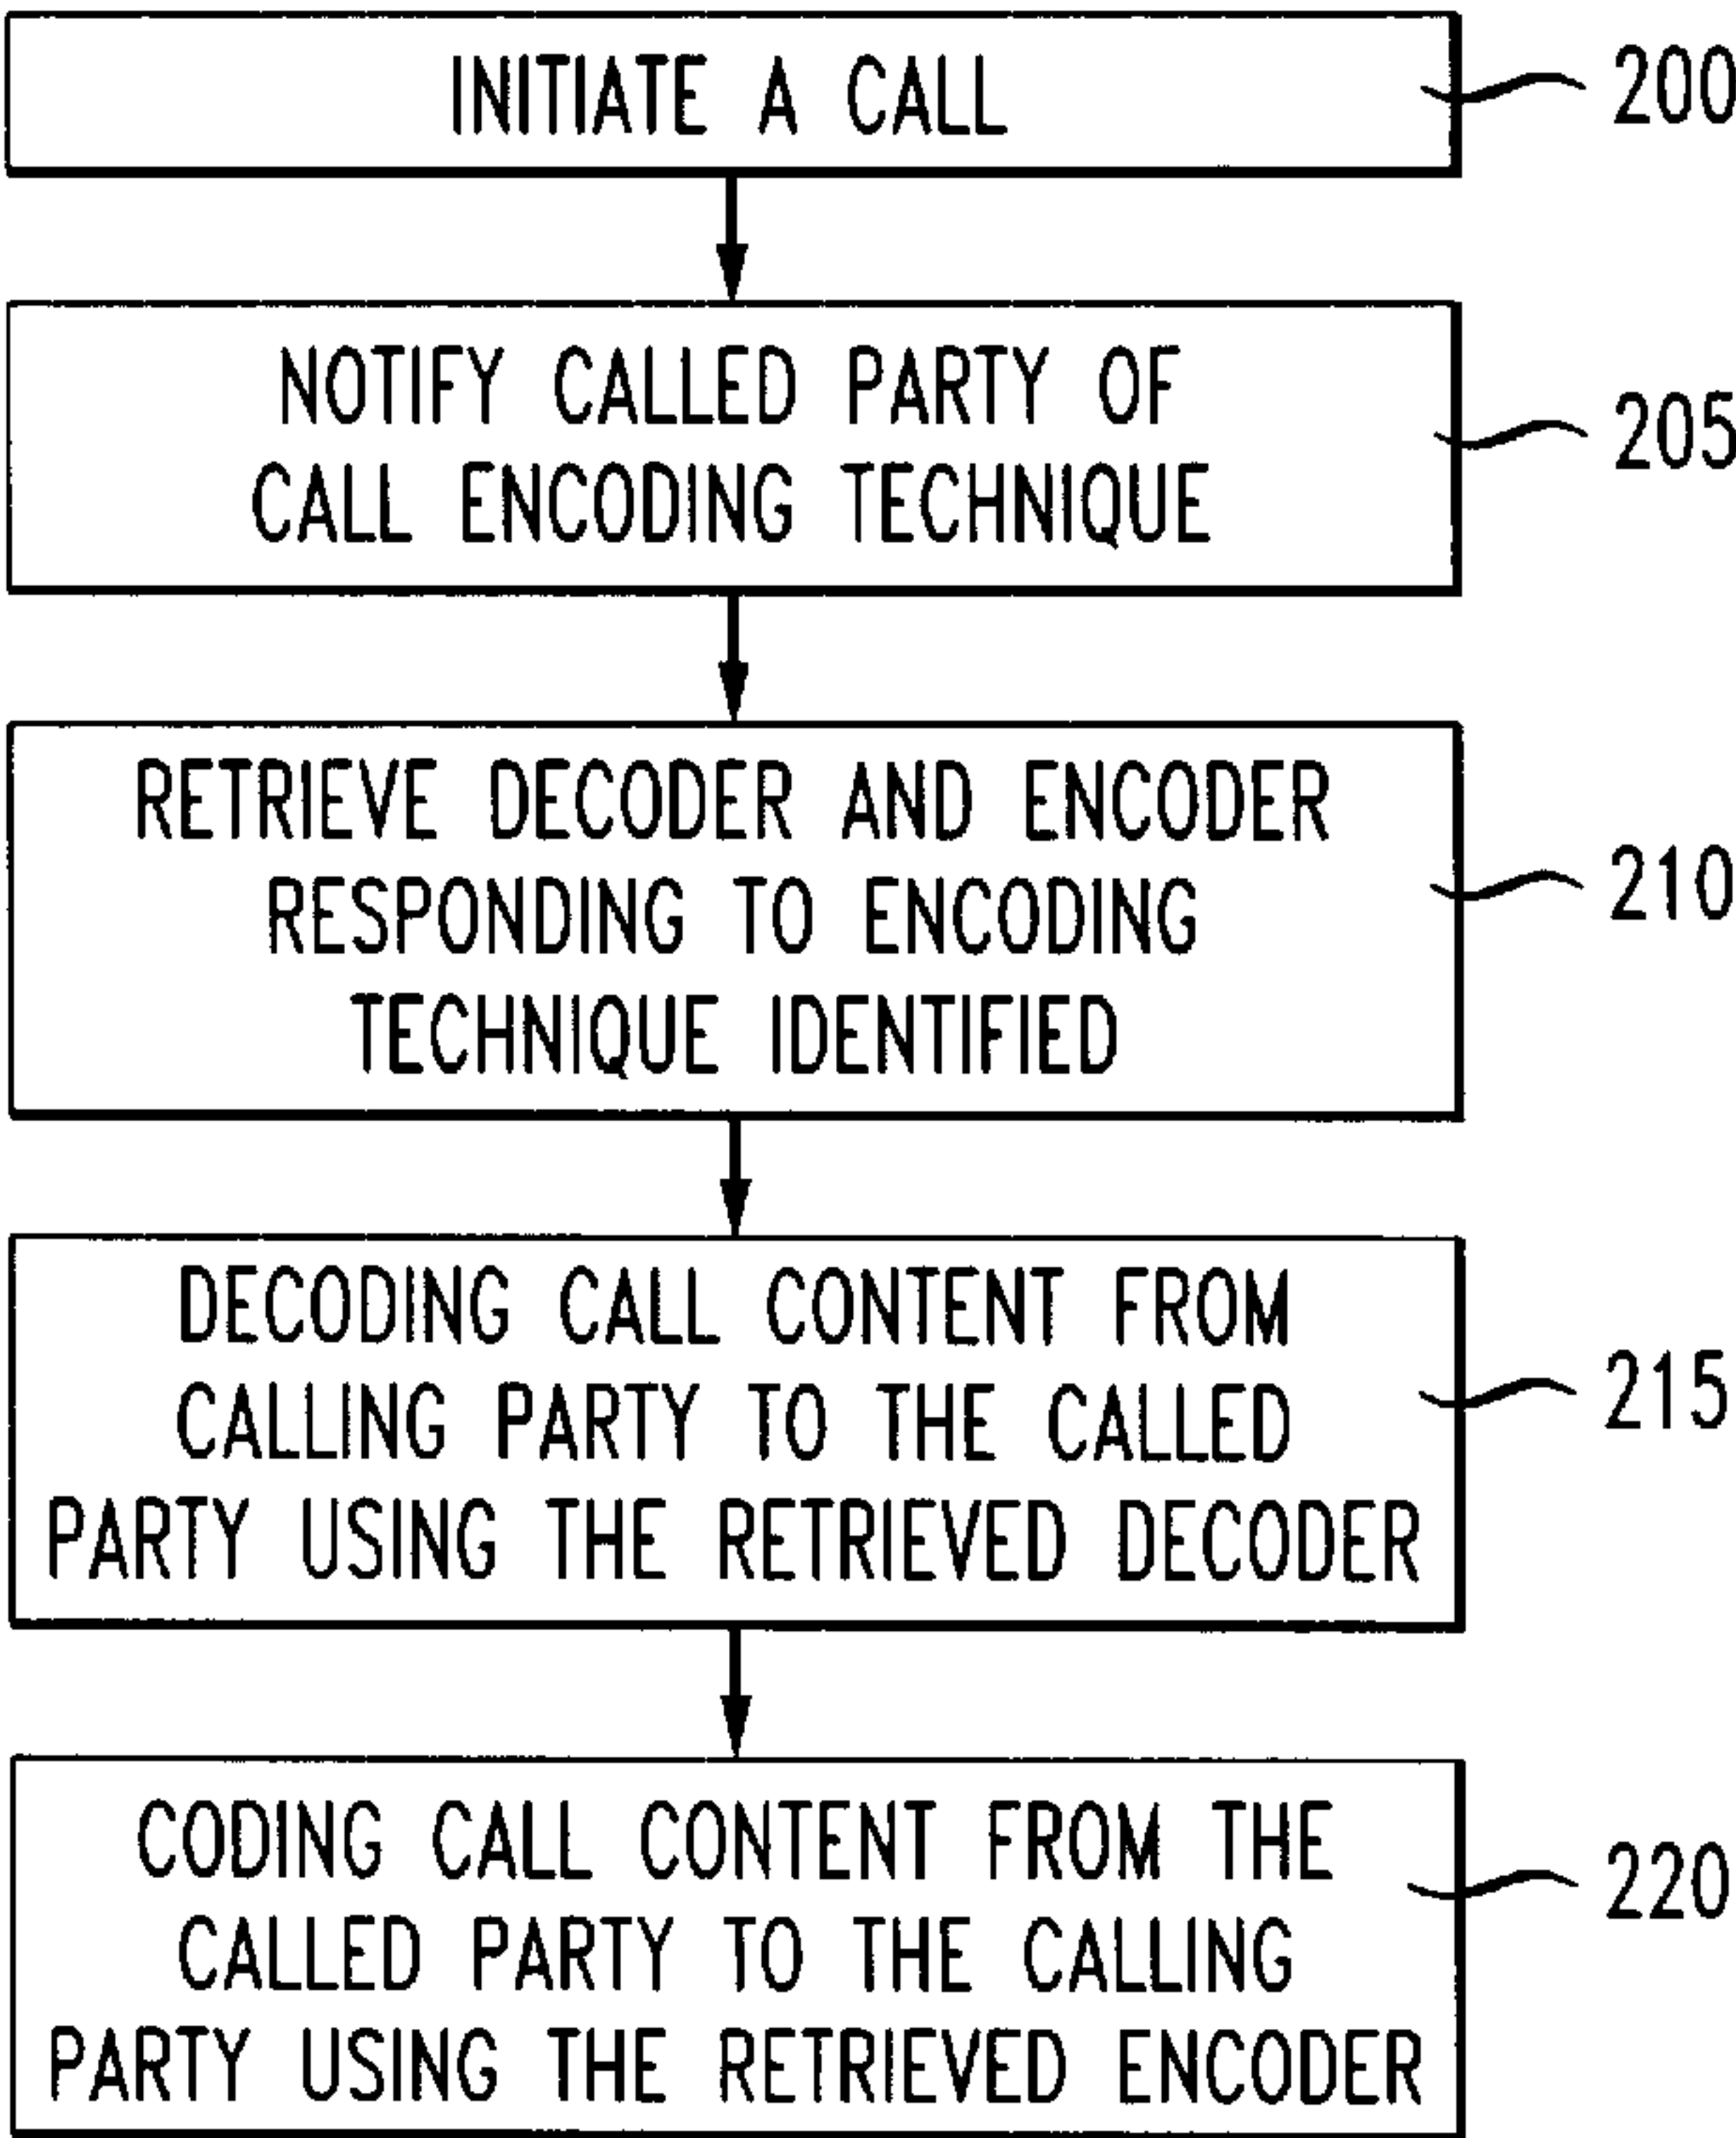 INITIATE A CALL
200
NOTIFY CALLED PARTY OF
CALL ENCODING TECHNIQUE
205
RETRIEVE DECODER AND ENCODER
RESPONDING TO ENCODING
TECHNIQUE IDENTIFIED
210
DECODING CALL CONTENT FROM
CALLING PARTY TO THE CALLED
PARTY USING THE RETRIEVED DECODER
215
CODING CALL CONTENT FROM THE
CALLED PARTY TO THE CALLING
PARTY USING THE RETRIEVED ENCODER
220